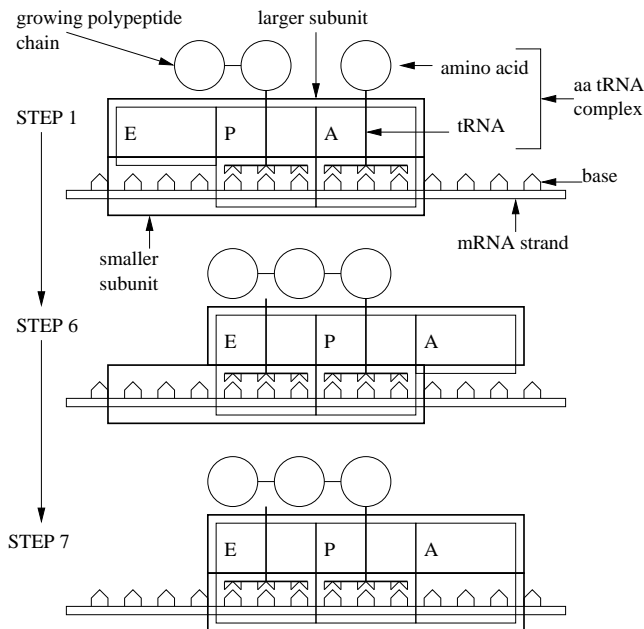 growing polypeptide
chain
larger subunit
amino acid
aa tRNA
complex
STEP 1
E
P
A
tRNA
base
smaller
subunit
mRNA strand
STEP 6
E
P
A
STEP 7
E
P
A